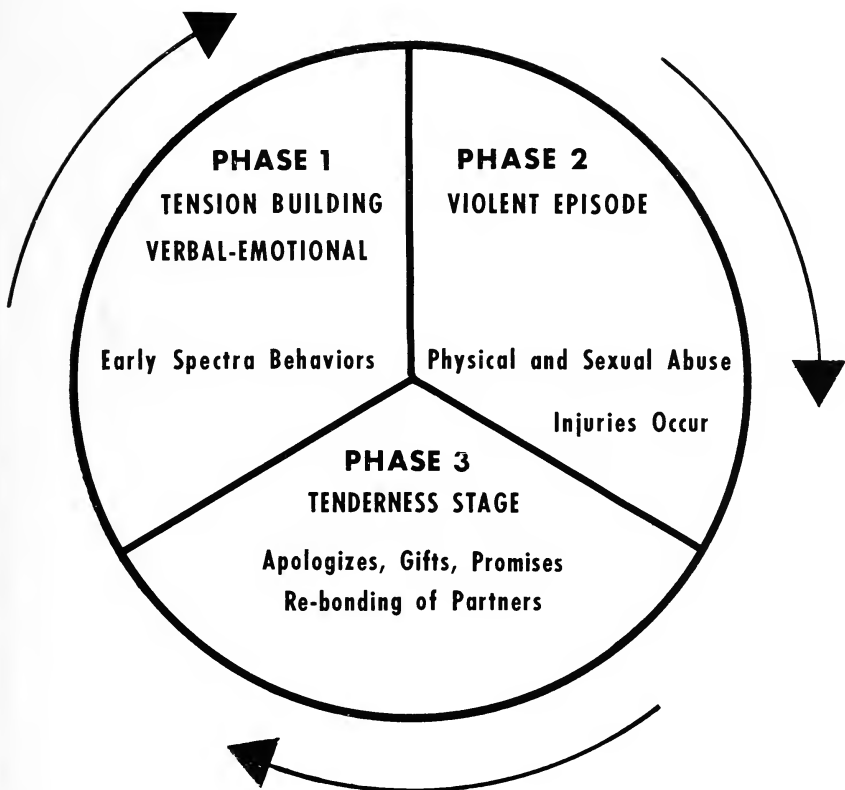 PHASE 1
TENSION BUILDING
VERBAL-EMOTIONAL
Early Spectra Behaviors
PHASE 2
VIOLENT EPISODE
Physical and Sexual Abuse
Injuries Occur
PHASE 3
TENDERNESS STAGE
Apologizes, Gifts, Promises
Re-bonding of Partners